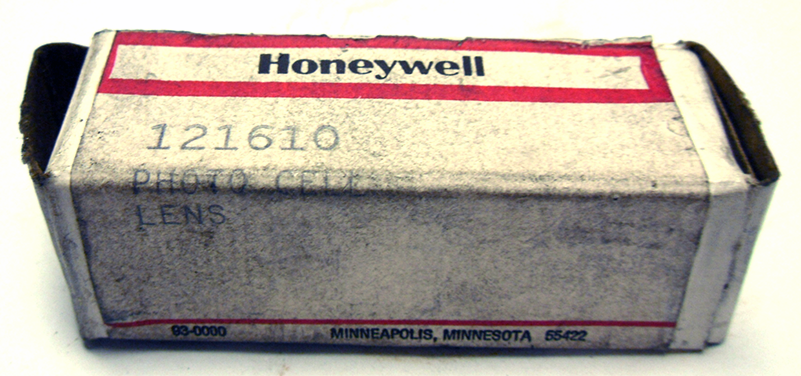 Honeywell
121610
PHOTO CELL
LENS
93-0000 MINNEAPOLIS, MINNESOTA 55422